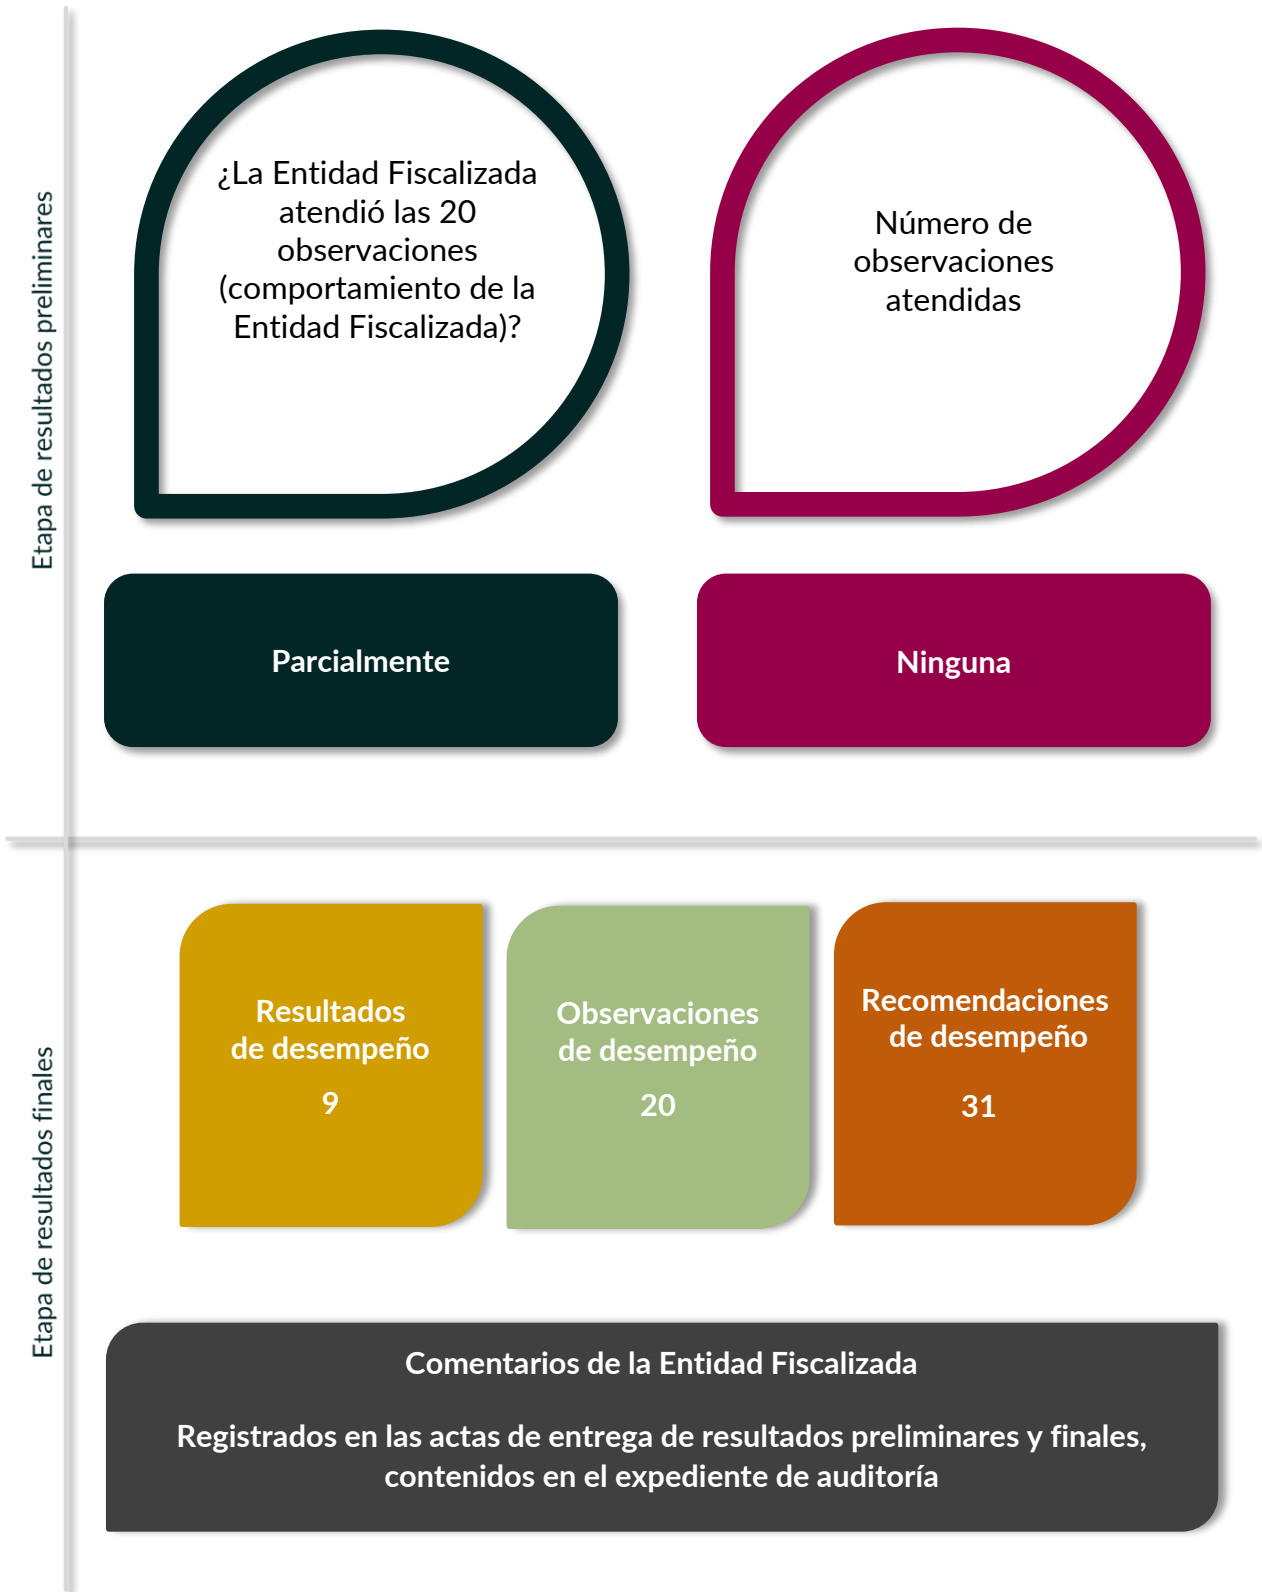 Etapa de resultados preliminares
¿La Entidad Fiscalizada
atendió las 20
observaciones
(comportamiento de la
Entidad Fiscalizada)?
Número de
observaciones
atendidas
Parcialmente
Ninguna
Etapa de resultados finales
Resultados
de desempeño
9
Observaciones
de desempeño
20
Recomendaciones
de desempeño
31
Comentarios de la Entidad Fiscalizada
Registrados en las actas de entrega de resultados preliminares y finales,
contenidos en el expediente de auditoría